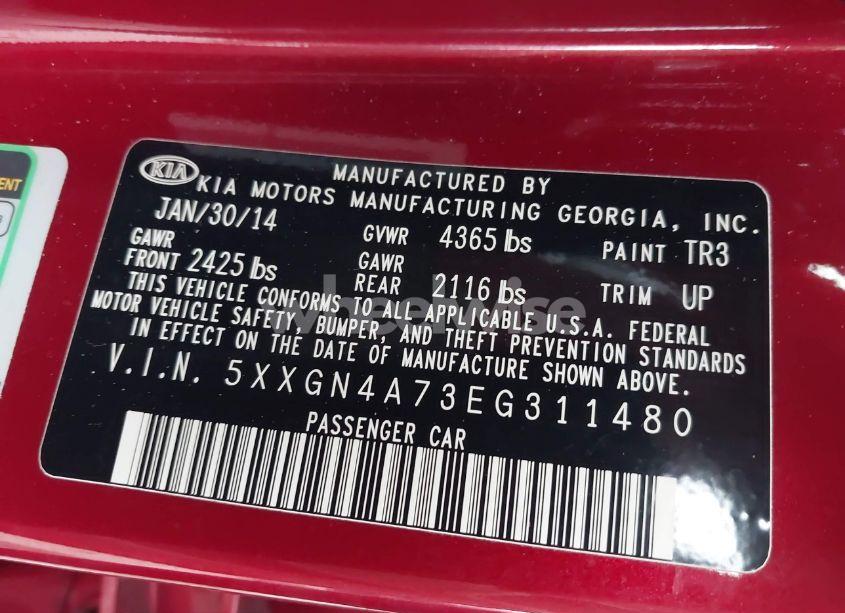 MANUFACTURED BY
KIA KIA MOTORS MANUFACTURING GEORGIA, INC.
JAN/30/14 GVWR 4365 lbs PAINT TR3
GAWR FRONT 2425 lbs GAWR REAR 2116 lbs TRIM UP
THIS VEHICLE CONFORMS TO ALL APPLICABLE U.S.A. FEDERAL
MOTOR VEHICLE SAFETY, BUMPER, AND THEFT PREVENTION STANDARDS
IN EFFECT ON THE DATE OF MANUFACTURE SHOWN ABOVE.
V.I.N. 5XXGN4A73EG311480
PASSENGER CAR